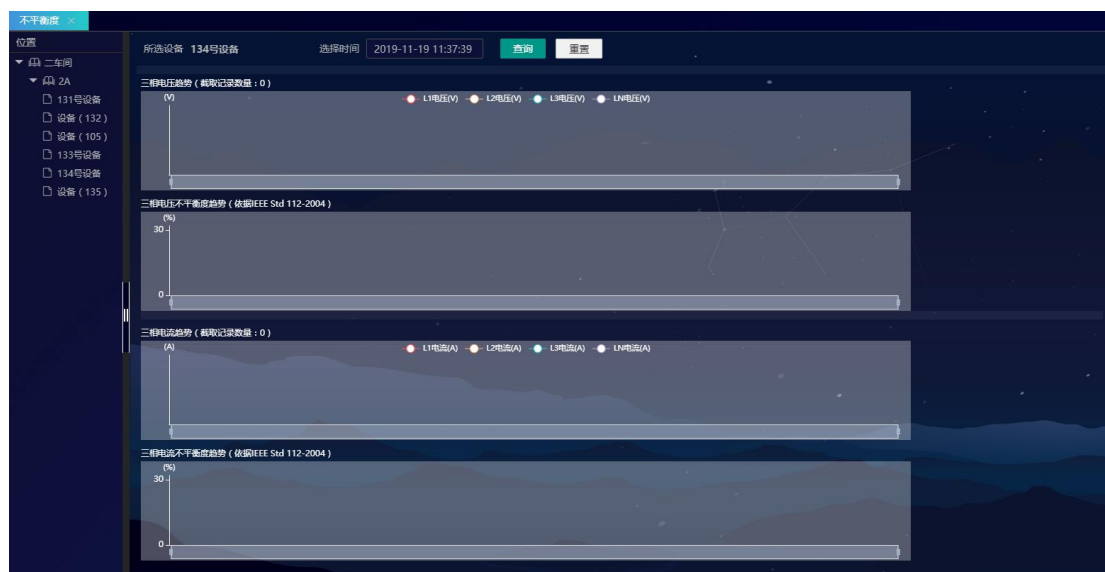 不平衡度 ×
位置
二车间
2A
131号设备
设备 ( 132 )
设备 ( 105 )
133号设备
134号设备
设备 ( 135 )
所选设备 134号设备 选择时间 2019-11-19 11:37:39 查询 重置
三相电压趋势 ( 截取记录数量 : 0 )
(V) L1电压(V) L2电压(V) L3电压(V) LN电压(V)
三相电压不平衡度趋势 ( 依据IEEE Std 112-2004 )
(%)
30
0
三相电流趋势 ( 截取记录数量 : 0 )
(A) L1电流(A) L2电流(A) L3电流(A) LN电流(A)
三相电流不平衡度趋势 ( 依据IEEE Std 112-2004 )
(%)
30
0